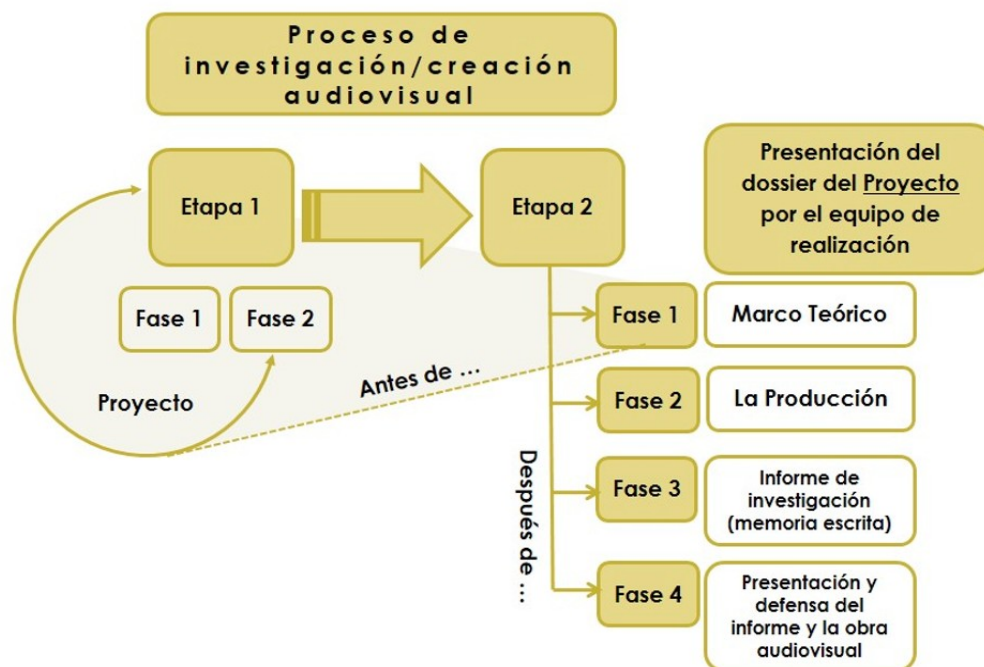 Proceso de
investigación/creación
audiovisual
Etapa 1
Etapa 2
Presentación del
dossier del Proyecto
por el equipo de
realización
Fase 1
Fase 2
Proyecto
Antes de ...
Después de ...
Fase 1
Marco Teórico
Fase 2
La Producción
Fase 3
Informe de
investigación
(memoria escrita)
Fase 4
Presentación y
defensa del
informe y la obra
audiovisual